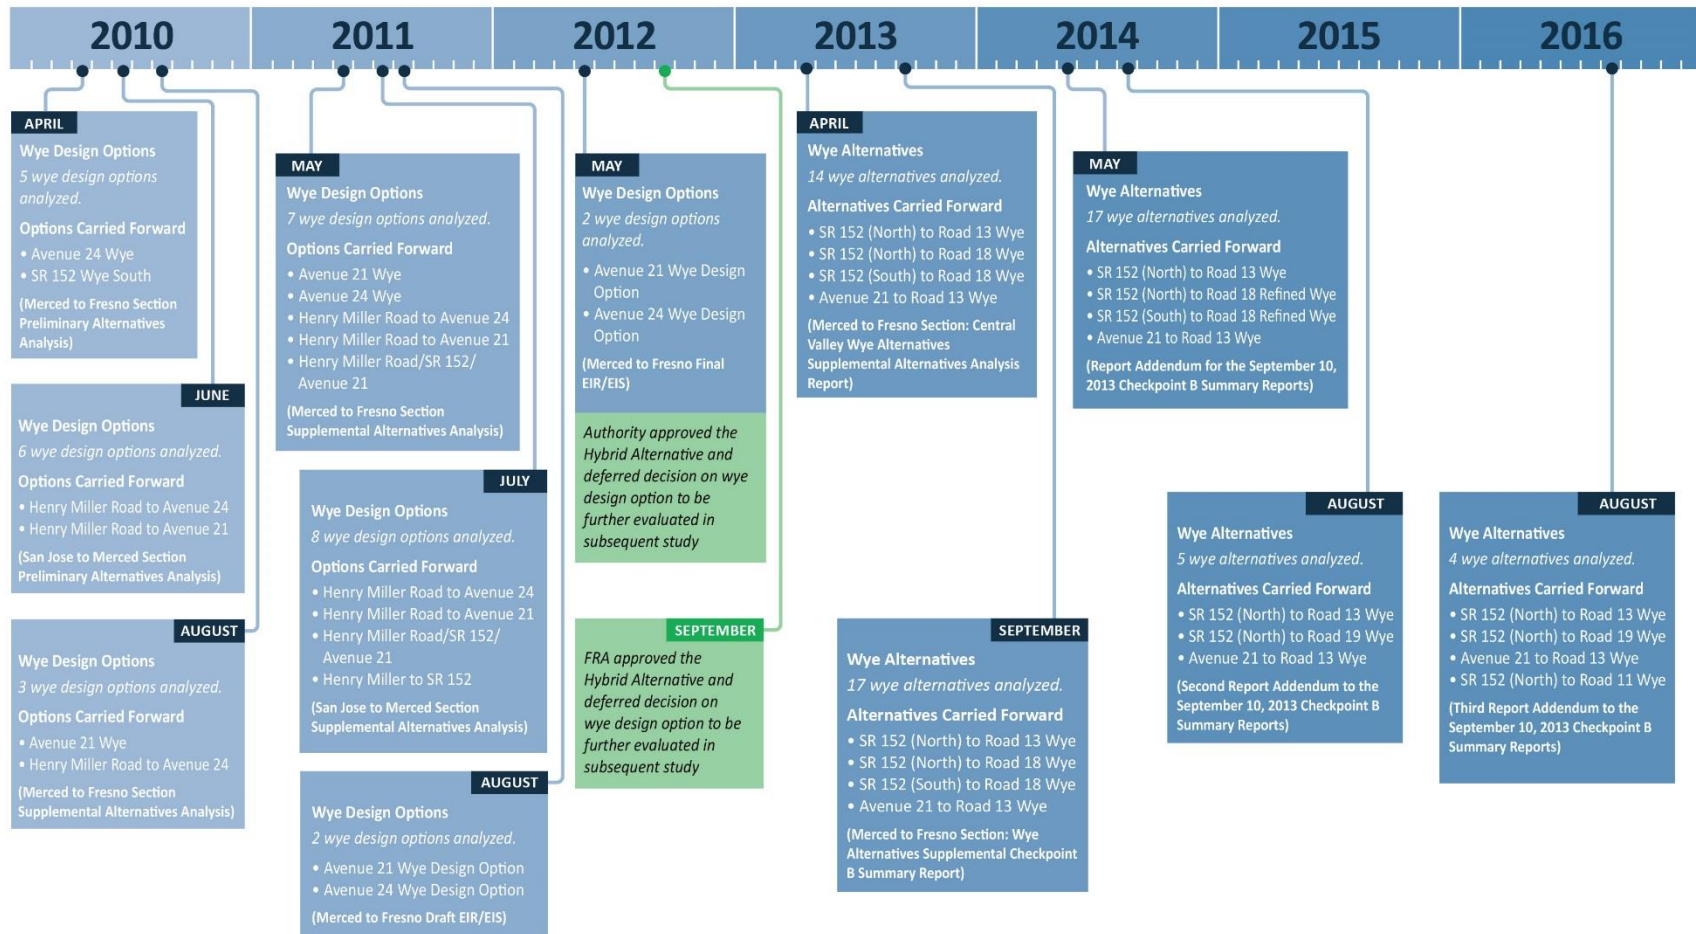 2010
2011
2012
2013
2014
2015
2016
APRIL
Wye Design Options
5 wye design options
analyzed.
Options Carried Forward
• Avenue 24 Wye
• SR 152 Wye South
(Merced to Fresno Section
Preliminary Alternatives
Analysis)
JUNE
Wye Design Options
6 wye design options analyzed.
Options Carried Forward
• Henry Miller Road to Avenue 24
• Henry Miller Road to Avenue 21
(San Jose to Merced Section
Preliminary Alternatives Analysis)
AUGUST
Wye Design Options
3 wye design options analyzed.
Options Carried Forward
• Avenue 21 Wye
• Henry Miller Road to Avenue 24
(Merced to Fresno Section
Supplemental Alternatives Analysis)
MAY
Wye Design Options
7 wye design options analyzed.
Options Carried Forward
• Avenue 21 Wye
• Avenue 24 Wye
• Henry Miller Road to Avenue 24
• Henry Miller Road to Avenue 21
• Henry Miller Road/SR 152/
Avenue 21
(Merced to Fresno Section
Supplemental Alternatives Analysis)
JULY
Wye Design Options
8 wye design options analyzed.
Options Carried Forward
• Henry Miller Road to Avenue 24
• Henry Miller Road to Avenue 21
• Henry Miller Road/SR 152/
Avenue 21
• Henry Miller to SR 152
(San Jose to Merced Section
Supplemental Alternatives Analysis)
AUGUST
Wye Design Options
2 wye design options analyzed.
• Avenue 21 Wye Design Option
• Avenue 24 Wye Design Option
(Merced to Fresno Draft EIR/EIS)
MAY
Wye Design Options
2 wye design options
analyzed.
• Avenue 21 Wye Design
Option
• Avenue 24 Wye Design
Option
(Merced to Fresno Final
EIR/EIS)
Authority approved the
Hybrid Alternative and
deferred decision on wye
design option to be
further evaluated in
subsequent study
SEPTEMBER
FRA approved the
Hybrid Alternative and
deferred decision on
wye design option to be
further evaluated in
subsequent study
APRIL
Wye Alternatives
14 wye alternatives analyzed.
Alternatives Carried Forward
• SR 152 (North) to Road 13 Wye
• SR 152 (North) to Road 18 Wye
• SR 152 (South) to Road 18 Wye
• Avenue 21 to Road 13 Wye
(Merced to Fresno Section: Central
Valley Wye Alternatives
Supplemental Alternatives Analysis
Report)
SEPTEMBER
Wye Alternatives
17 wye alternatives analyzed.
Alternatives Carried Forward
• SR 152 (North) to Road 13 Wye
• SR 152 (North) to Road 18 Wye
• SR 152 (South) to Road 18 Wye
• Avenue 21 to Road 13 Wye
(Merced to Fresno Section: Wye
Alternatives Supplemental Checkpoint
B Summary Report)
MAY
Wye Alternatives
17 wye alternatives analyzed.
Alternatives Carried Forward
• SR 152 (North) to Road 13 Wye
• SR 152 (North) to Road 18 Refined Wye
• SR 152 (South) to Road 18 Refined Wye
• Avenue 21 to Road 13 Wye
(Report Addendum for the September 10,
2013 Checkpoint B Summary Reports)
AUGUST
Wye Alternatives
5 wye alternatives analyzed.
Alternatives Carried Forward
• SR 152 (North) to Road 13 Wye
• SR 152 (North) to Road 19 Wye
• Avenue 21 to Road 13 Wye
(Second Report Addendum to the
September 10, 2013 Checkpoint B
Summary Reports)
AUGUST
Wye Alternatives
4 wye alternatives analyzed.
Alternatives Carried Forward
• SR 152 (North) to Road 13 Wye
• SR 152 (North) to Road 19 Wye
• Avenue 21 to Road 13 Wye
• SR 152 (North) to Road 11 Wye
(Third Report Addendum to the
September 10, 2013 Checkpoint B
Summary Reports)